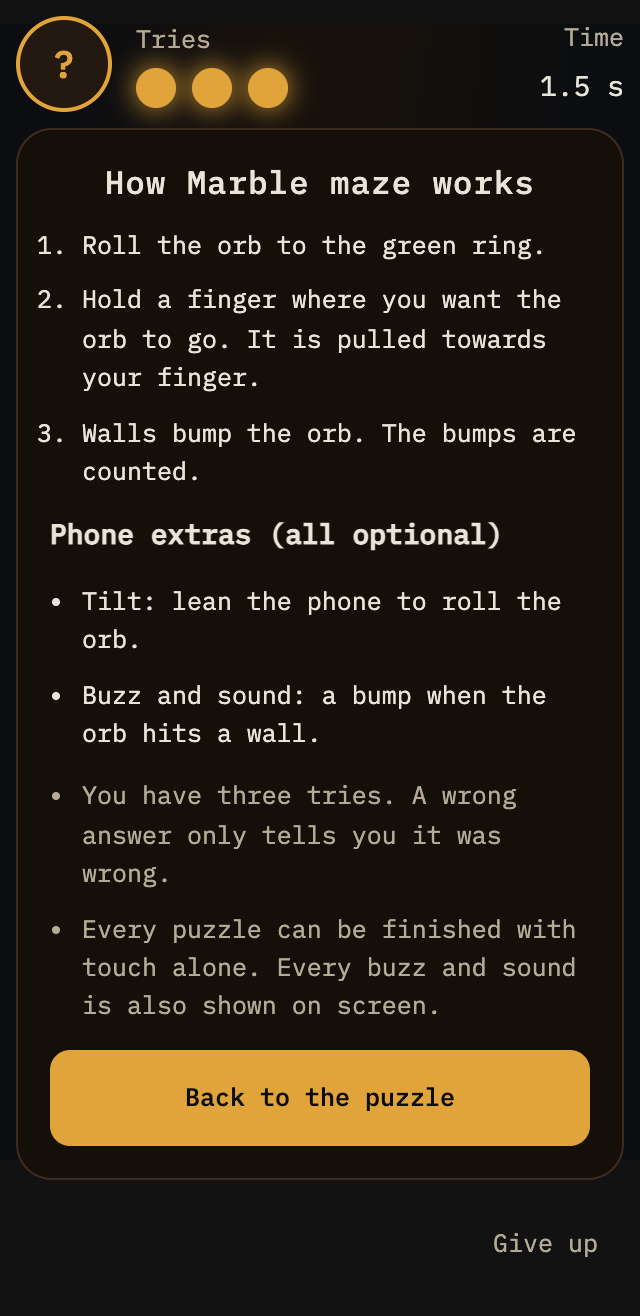 ?
Tries
Time
1.5 s
How Marble maze works
1. Roll the orb to the green ring.
2. Hold a finger where you want the
orb to go. It is pulled towards
your finger.
3. Walls bump the orb. The bumps are
counted.
Phone extras (all optional)
• Tilt: lean the phone to roll the
orb.
• Buzz and sound: a bump when the
orb hits a wall.
• You have three tries. A wrong
answer only tells you it was
wrong.
• Every puzzle can be finished with
touch alone. Every buzz and sound
is also shown on screen.
Back to the puzzle
Give up